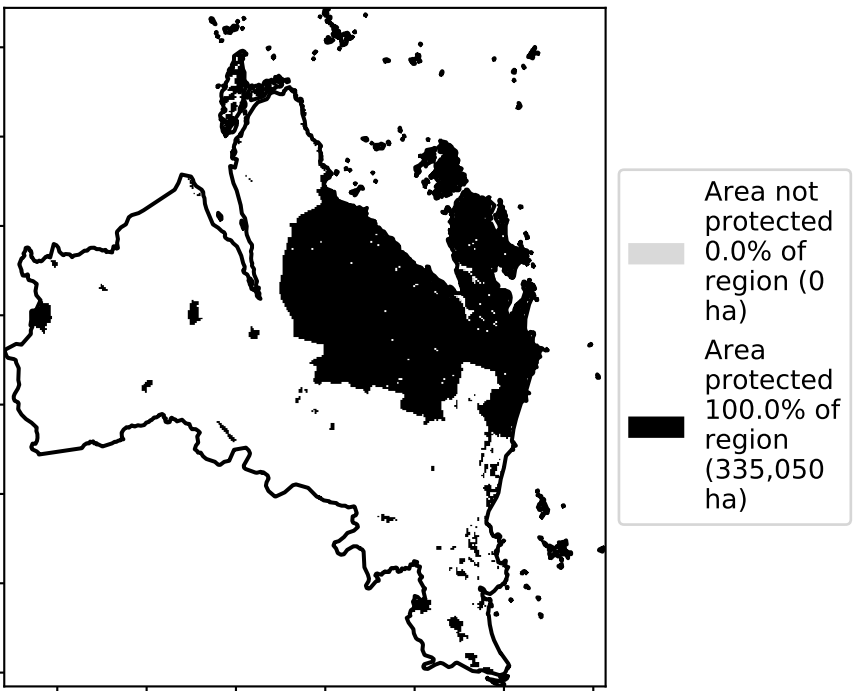 Area not
protected
0.0% of
region (0
ha)
Area
protected
100.0% of
region
(335,050
ha)